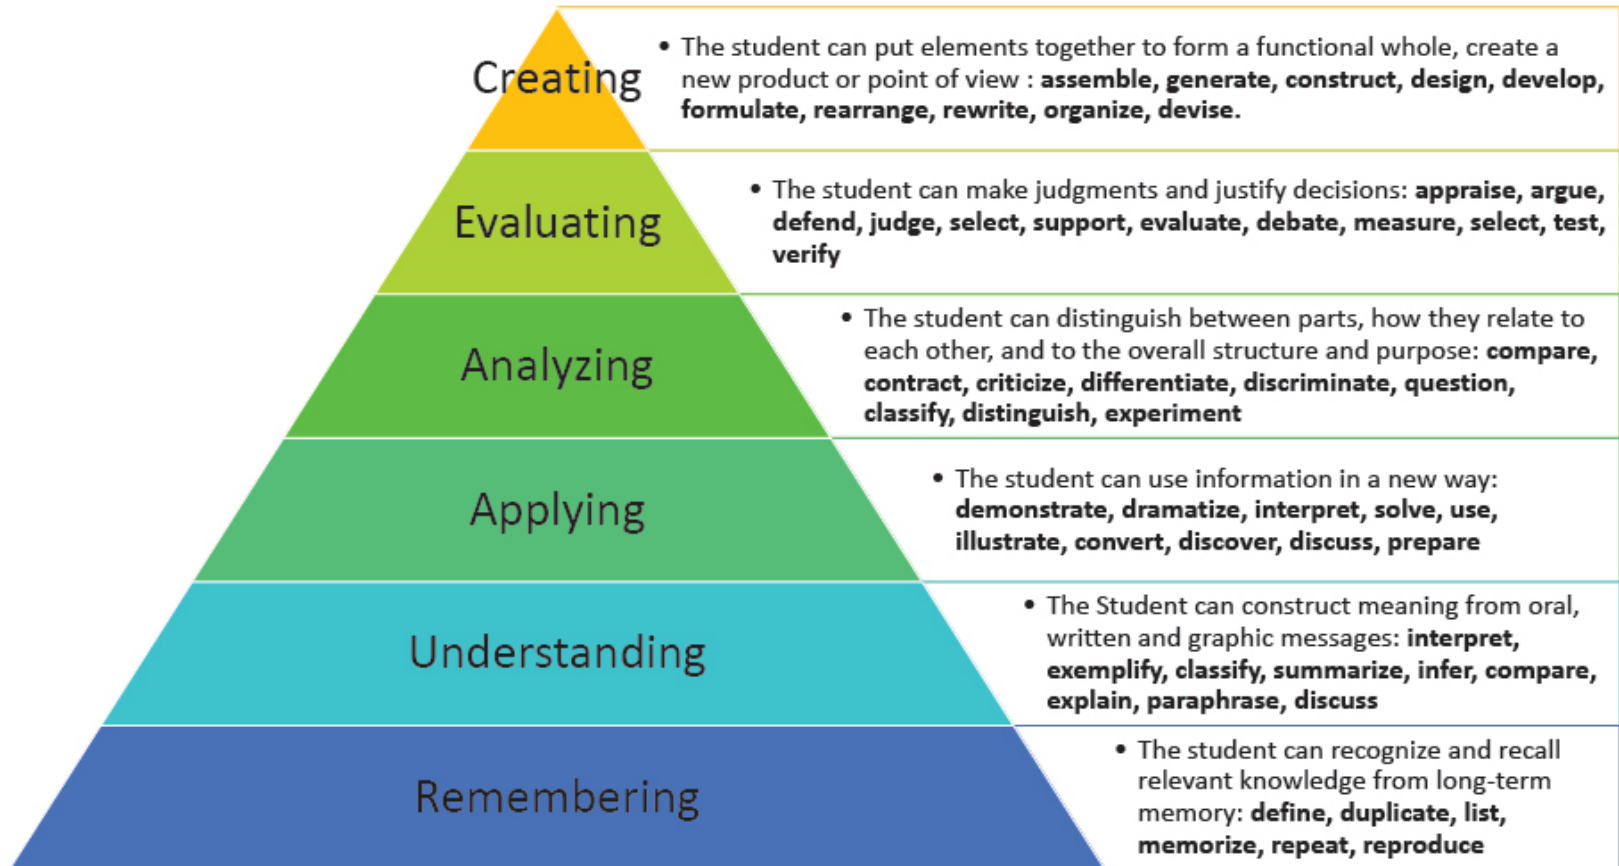 Creating
• The student can put elements together to form a functional whole, create a
new product or point of view : assemble, generate, construct, design, develop,
formulate, rearrange, rewrite, organize, devise.
Evaluating
• The student can make judgments and justify decisions: appraise, argue,
defend, judge, select, support, evaluate, debate, measure, select, test,
verify
Analyzing
• The student can distinguish between parts, how they relate to
each other, and to the overall structure and purpose: compare,
contract, criticize, differentiate, discriminate, question,
classify, distinguish, experiment
Applying
• The student can use information in a new way:
demonstrate, dramatize, interpret, solve, use,
illustrate, convert, discover, discuss, prepare
Understanding
• The Student can construct meaning from oral,
written and graphic messages: interpret,
exemplify, classify, summarize, infer, compare,
explain, paraphrase, discuss
Remembering
• The student can recognize and recall
relevant knowledge from long-term
memory: define, duplicate, list,
memorize, repeat, reproduce